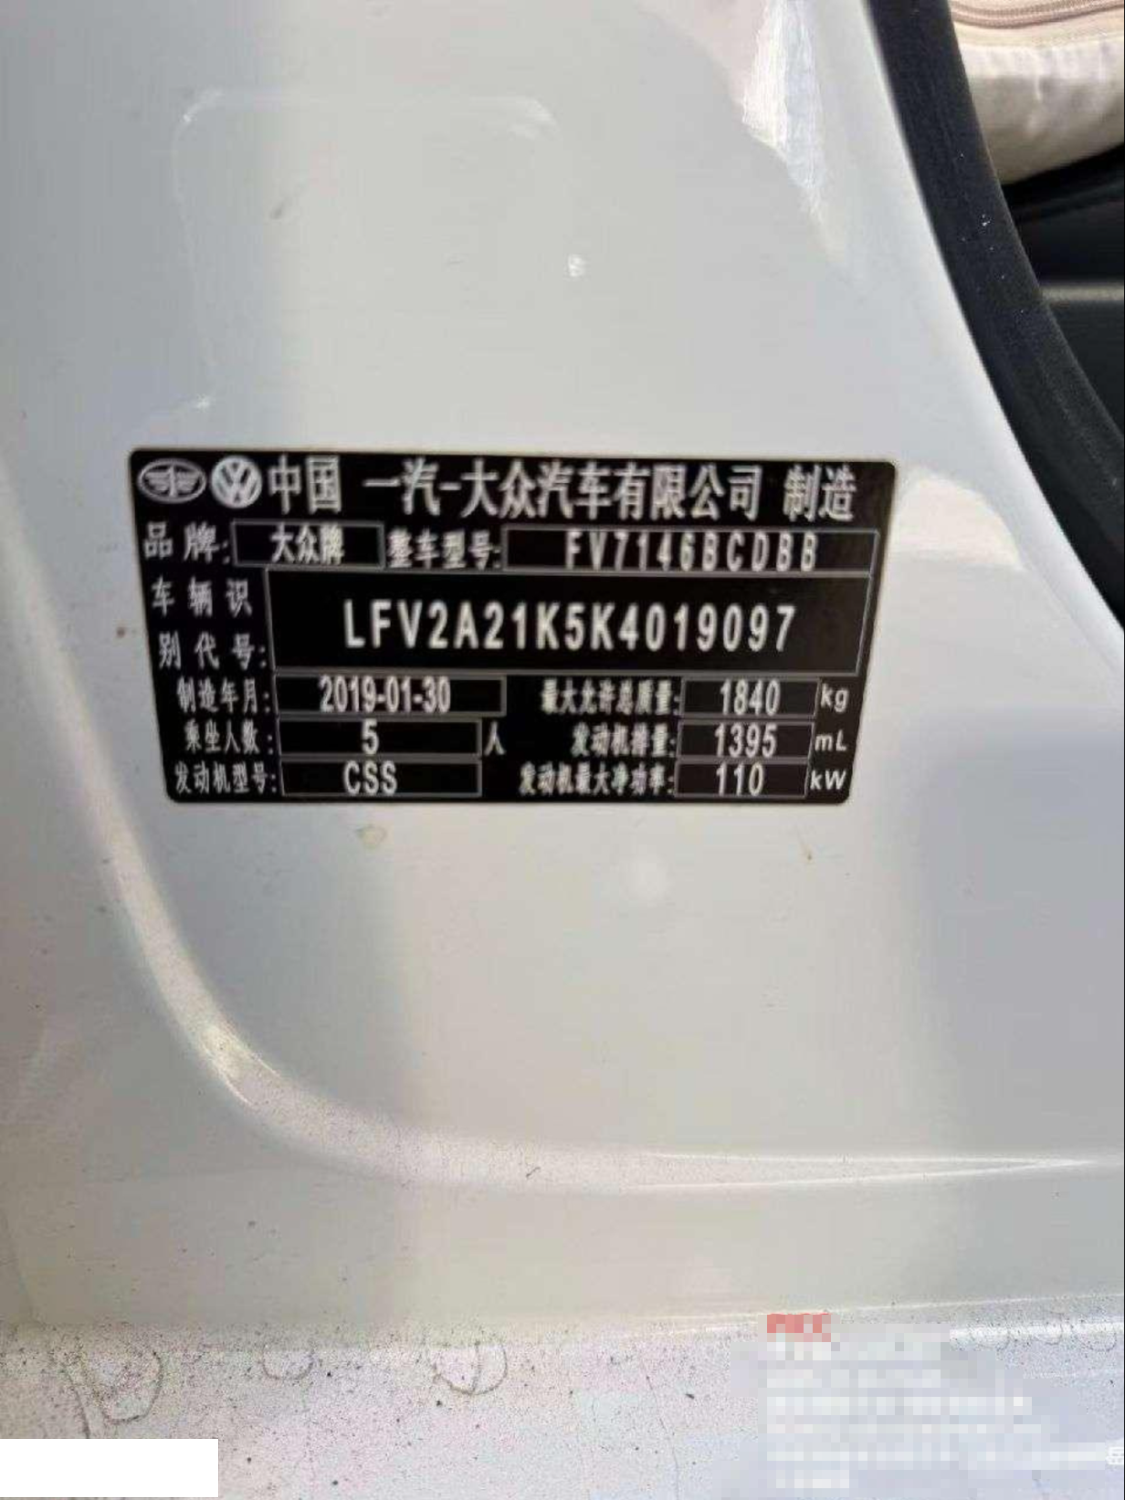 中国 一汽-大众汽车有限公司 制造
品牌: 大众牌 整车型号: FV7146BCDBB
车辆识别代号: LFV2A21K5K4019097
制造年月: 2019-01-30 最大允许总质量: 1840 kg
乘坐人数: 5 人 发动机排量: 1395 mL
发动机型号: CSS 发动机最大净功率: 110 kW